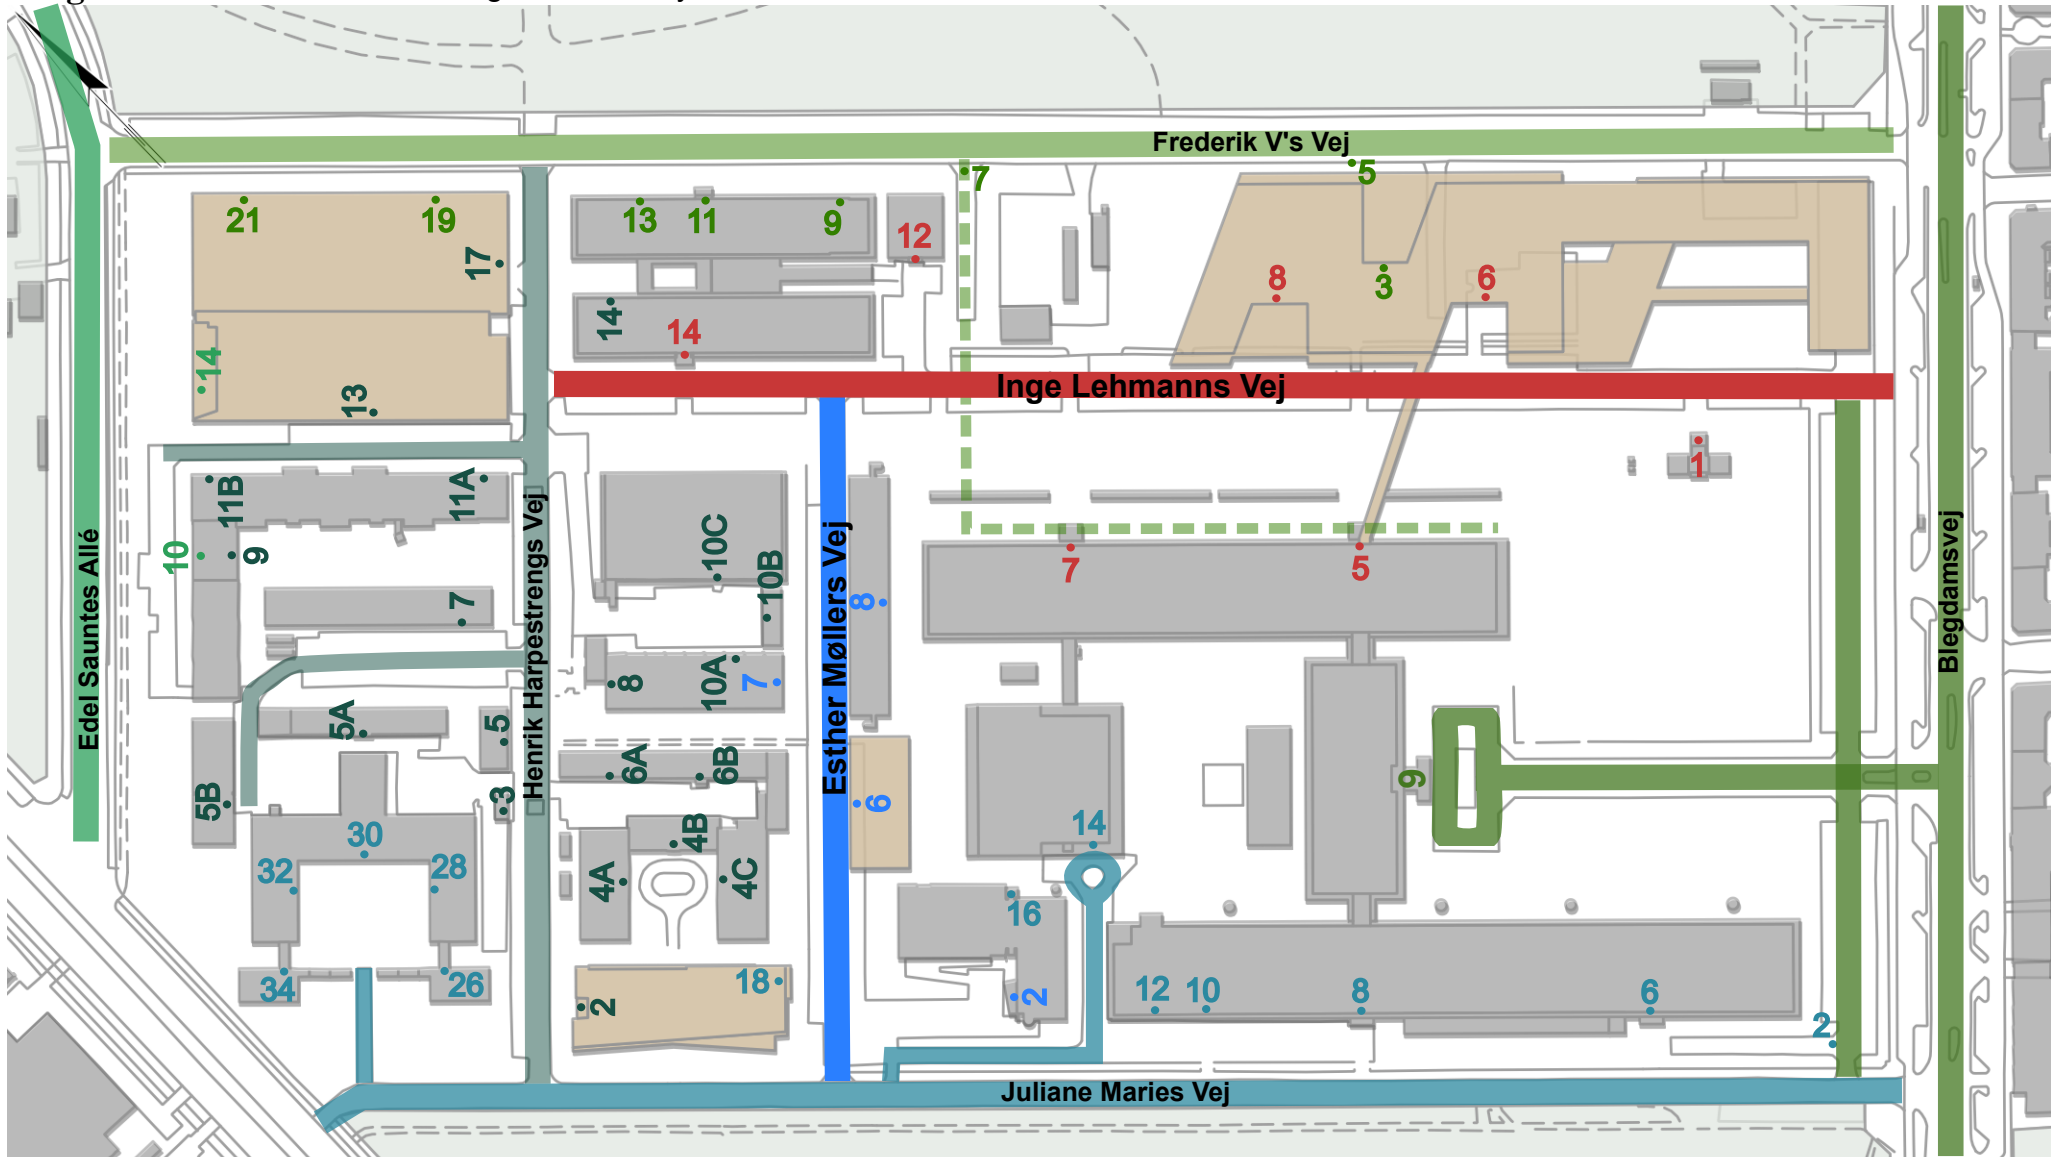 Frederik V's Vej
7
5
21
19
13
11
9
12
17
8
3
6
14
14
14
13
Inge Lehmanns Vej
1
11B
11A
10
9
10C
10B
8
7
5
7
Edel Sauntes Allé
Henrik Harpestrengs Vej
Esther Møllers Vej
Blegdamsvej
8
10A
7
5A
5
6A
6B
5B
3
6
9
30
4B
14
32
28
4A
4C
16
34
26
2
18
2
12
10
8
6
2
Juliane Maries Vej